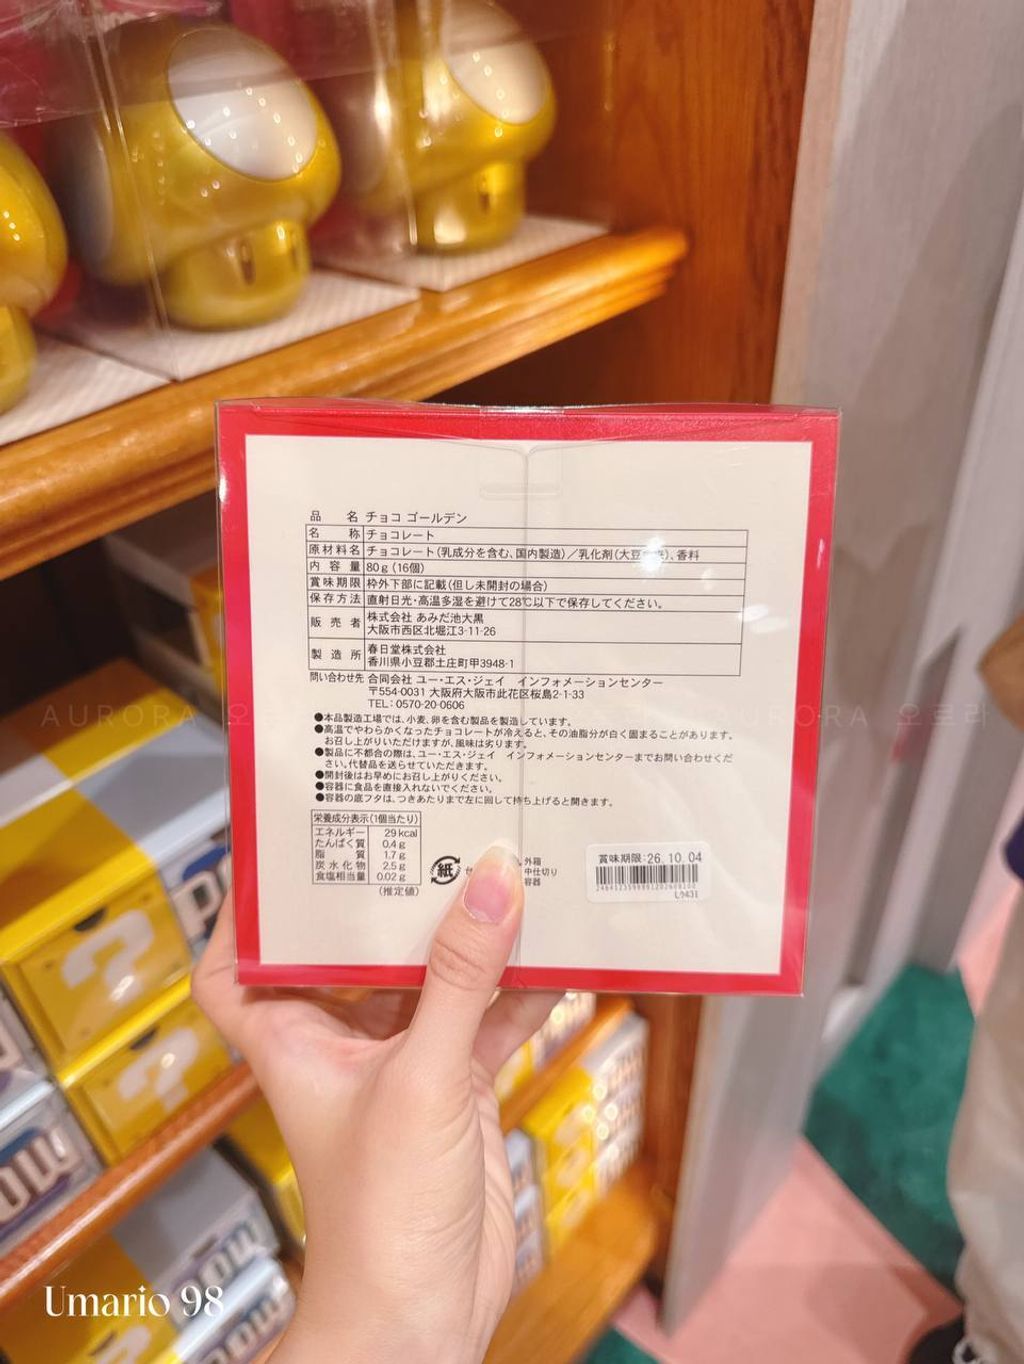 品名 チョコ ゴールデン
名称 チョコレート
原材料名 チョコレート(乳成分を含む、国内製造)／乳化剤(大豆由来)、香料
内容量 80g(16個)
賞味期限 枠外下部に記載(但し未開封の場合)
保存方法 直射日光・高温多湿を避けて28℃以下で保存してください。
販売者 株式会社 あみだ池大黒
大阪市西区北堀江3-11-26
製造所 春日堂株式会社
香川県小豆郡土庄町甲3948-1
問い合わせ先 合同会社 ユー・エス・ジェイ インフォメーションセンター
〒554-0031 大阪府大阪市此花区桜島2-1-33
TEL:0570-20-0606
AURORA 오로라
AURORA 오로라
●本品製造工場では、小麦、卵を含む製品を製造しています。
●高温でやわらかくなったチョコレートが冷えると、その油脂分が白く固まることがあります。
お召し上がりいただけますが、風味は劣ります。
●製品に不都合の際は、ユー・エス・ジェイ インフォメーションセンターまでお問い合わせくだ
さい。代替品を送らせていただきます。
●開封後はお早めにお召し上がりください。
●容器に食品を直接入れないでください。
●容器の底フタは、つきあたりまで左に回して持ち上げると開きます。
栄養成分表示(1個当たり)
エネルギー 29kcal
たんぱく質 0.4g
脂質 1.7g
炭水化物 2.5g
食塩相当量 0.02g
(推定値)
紙
外箱
中仕切り
容器
賞味期限:26.10.04
Lウ431
POW
POW
POW
Umario 98